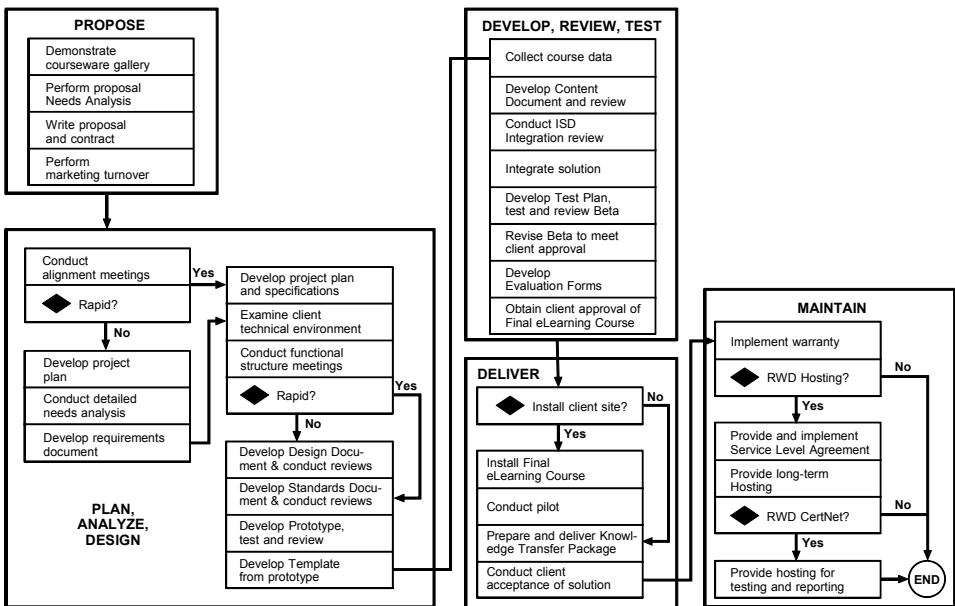 PROPOSE
Demonstrate
courseware gallery
Perform proposal
Needs Analysis
Write proposal
and contract
Perform
marketing turnover
Conduct
alignment meetings
Rapid?
Yes
No
Develop project
plan
Conduct detailed
needs analysis
Develop requirements
document
Develop project plan
and specifications
Examine client
technical environment
Conduct functional
structure meetings
Rapid?
Yes
No
Develop Design Docu-
ment & conduct reviews
Develop Standards Docu-
ment & conduct reviews
Develop Prototype,
test and review
Develop Template
from prototype
PLAN,
ANALYZE,
DESIGN
DEVELOP, REVIEW, TEST
Collect course data
Develop Content
Document and review
Conduct ISD
Integration review
Integrate solution
Develop Test Plan,
test and review Beta
Revise Beta to meet
client approval
Develop
Evaluation Forms
Obtain client approval of
Final eLearning Course
DELIVER
Install client site?
No
Yes
Install Final
eLearning Course
Conduct pilot
Prepare and deliver Knowl-
edge Transfer Package
Conduct client
acceptance of solution
MAINTAIN
Implement warranty
RWD Hosting?
No
Yes
Provide and implement
Service Level Agreement
Provide long-term
Hosting
RWD CertNet?
No
Yes
Provide hosting for
testing and reporting
END